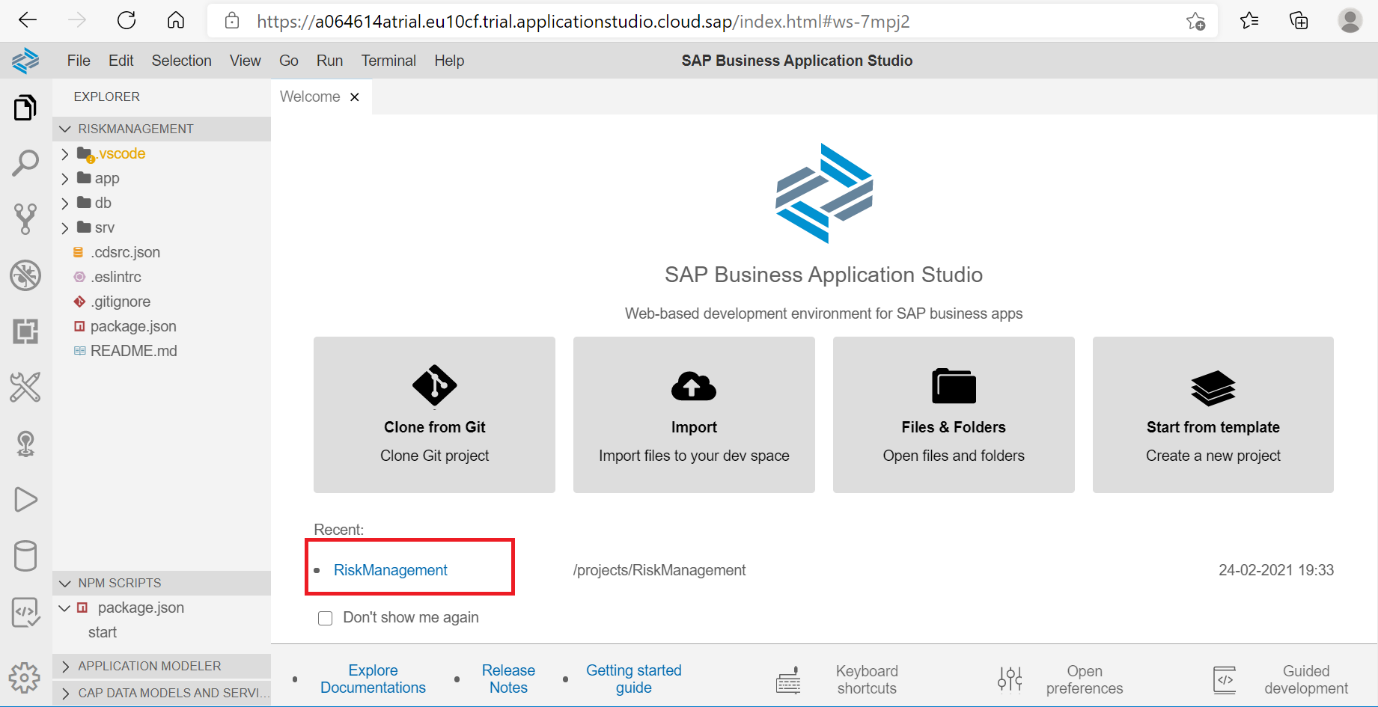 https://a064614atrial.eu10cf.trial.applicationstudio.cloud.sap/index.html#ws-7mpj2
File Edit Selection View Go Run Terminal Help
SAP Business Application Studio
EXPLORER
RISKMANAGEMENT
.vscode
app
db
srv
.cdsrc.json
.eslintrc
.gitignore
package.json
README.md
NPM SCRIPTS
package.json
start
APPLICATION MODELER
CAP DATA MODELS AND SERVI...
Welcome
SAP Business Application Studio
Web-based development environment for SAP business apps
Clone from Git
Clone Git project
Import
Import files to your dev space
Files & Folders
Open files and folders
Start from template
Create a new project
Recent:
RiskManagement /projects/RiskManagement 24-02-2021 19:33
Don't show me again
Explore
Documentations
Release
Notes
Getting started
guide
Keyboard
shortcuts
Open
preferences
Guided
development